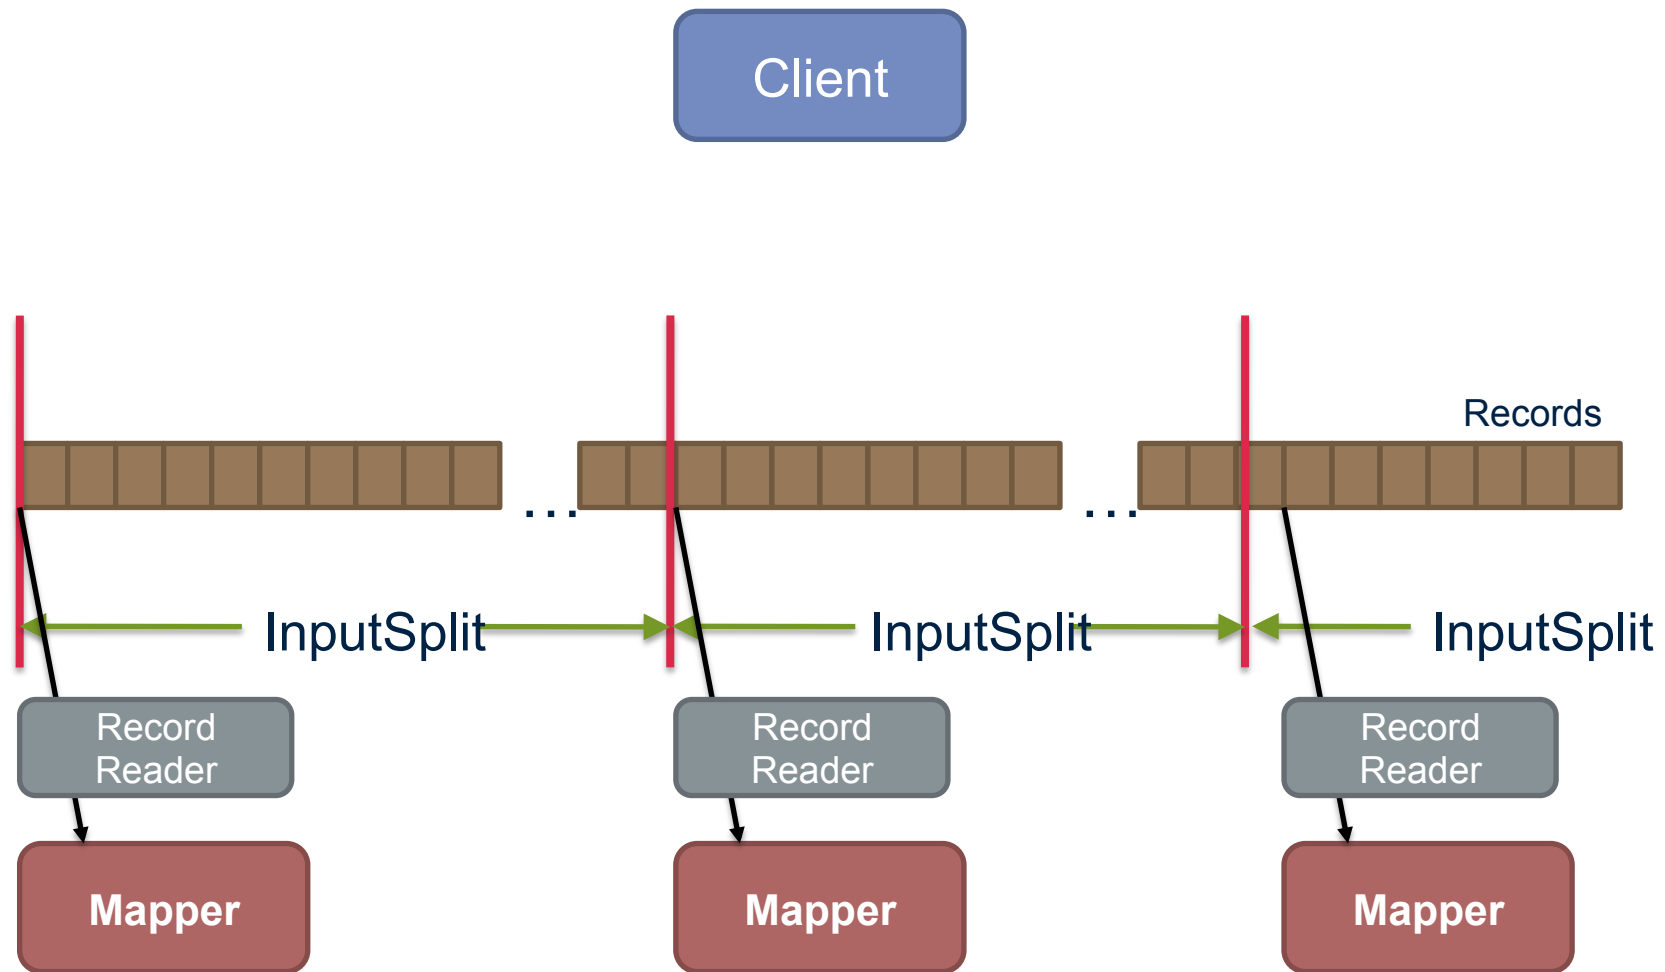 Client
Records
...
...
InputSplit
InputSplit
InputSplit
Record
Reader
Record
Reader
Record
Reader
Mapper
Mapper
Mapper